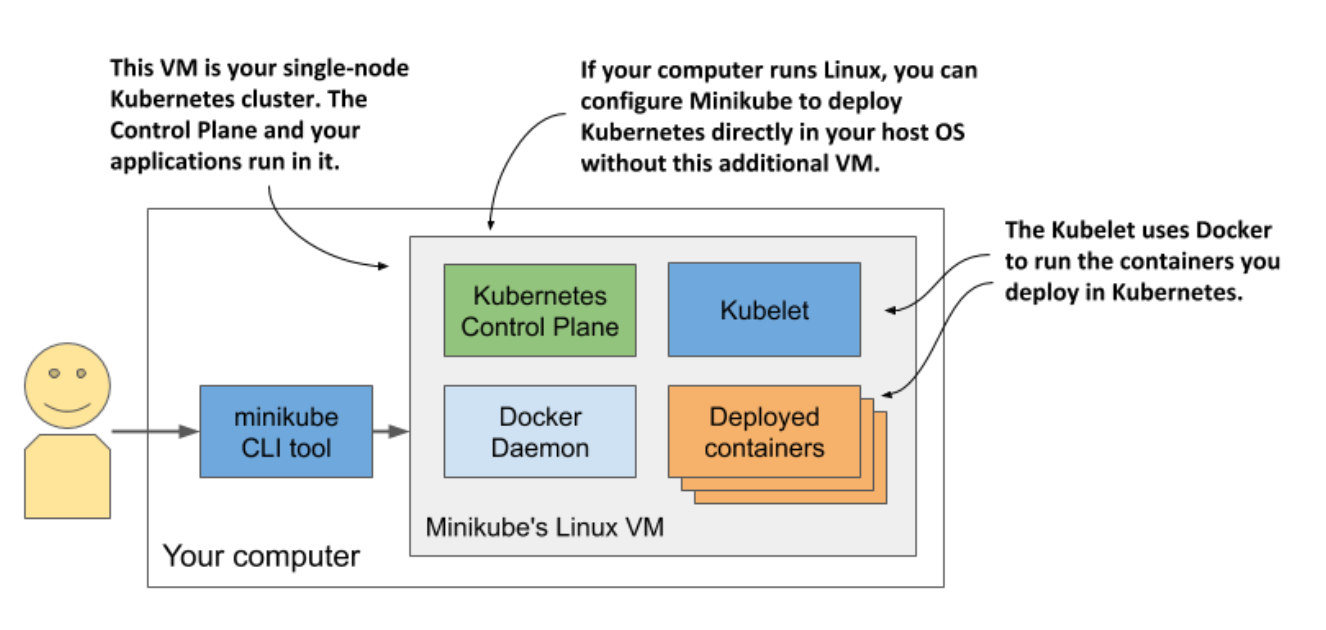 This VM is your single-node
Kubernetes cluster. The
Control Plane and your
applications run in it.
If your computer runs Linux, you can
configure Minikube to deploy
Kubernetes directly in your host OS
without this additional VM.
The Kubelet uses Docker
to run the containers you
deploy in Kubernetes.
Kubernetes
Control Plane
Kubelet
minikube
CLI tool
Docker
Daemon
Deployed
containers
Minikube's Linux VM
Your computer